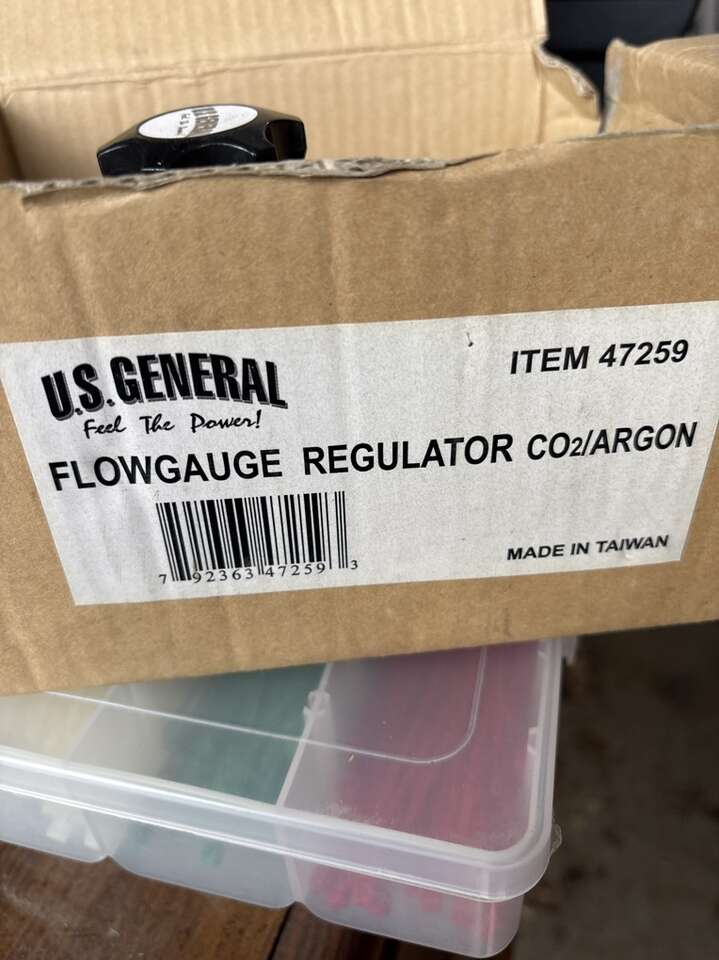 U.S. GENERAL
Feel The Power!
ITEM 47259
FLOWGAUGE REGULATOR CO2/ARGON
7 92363 47259 3
MADE IN TAIWAN